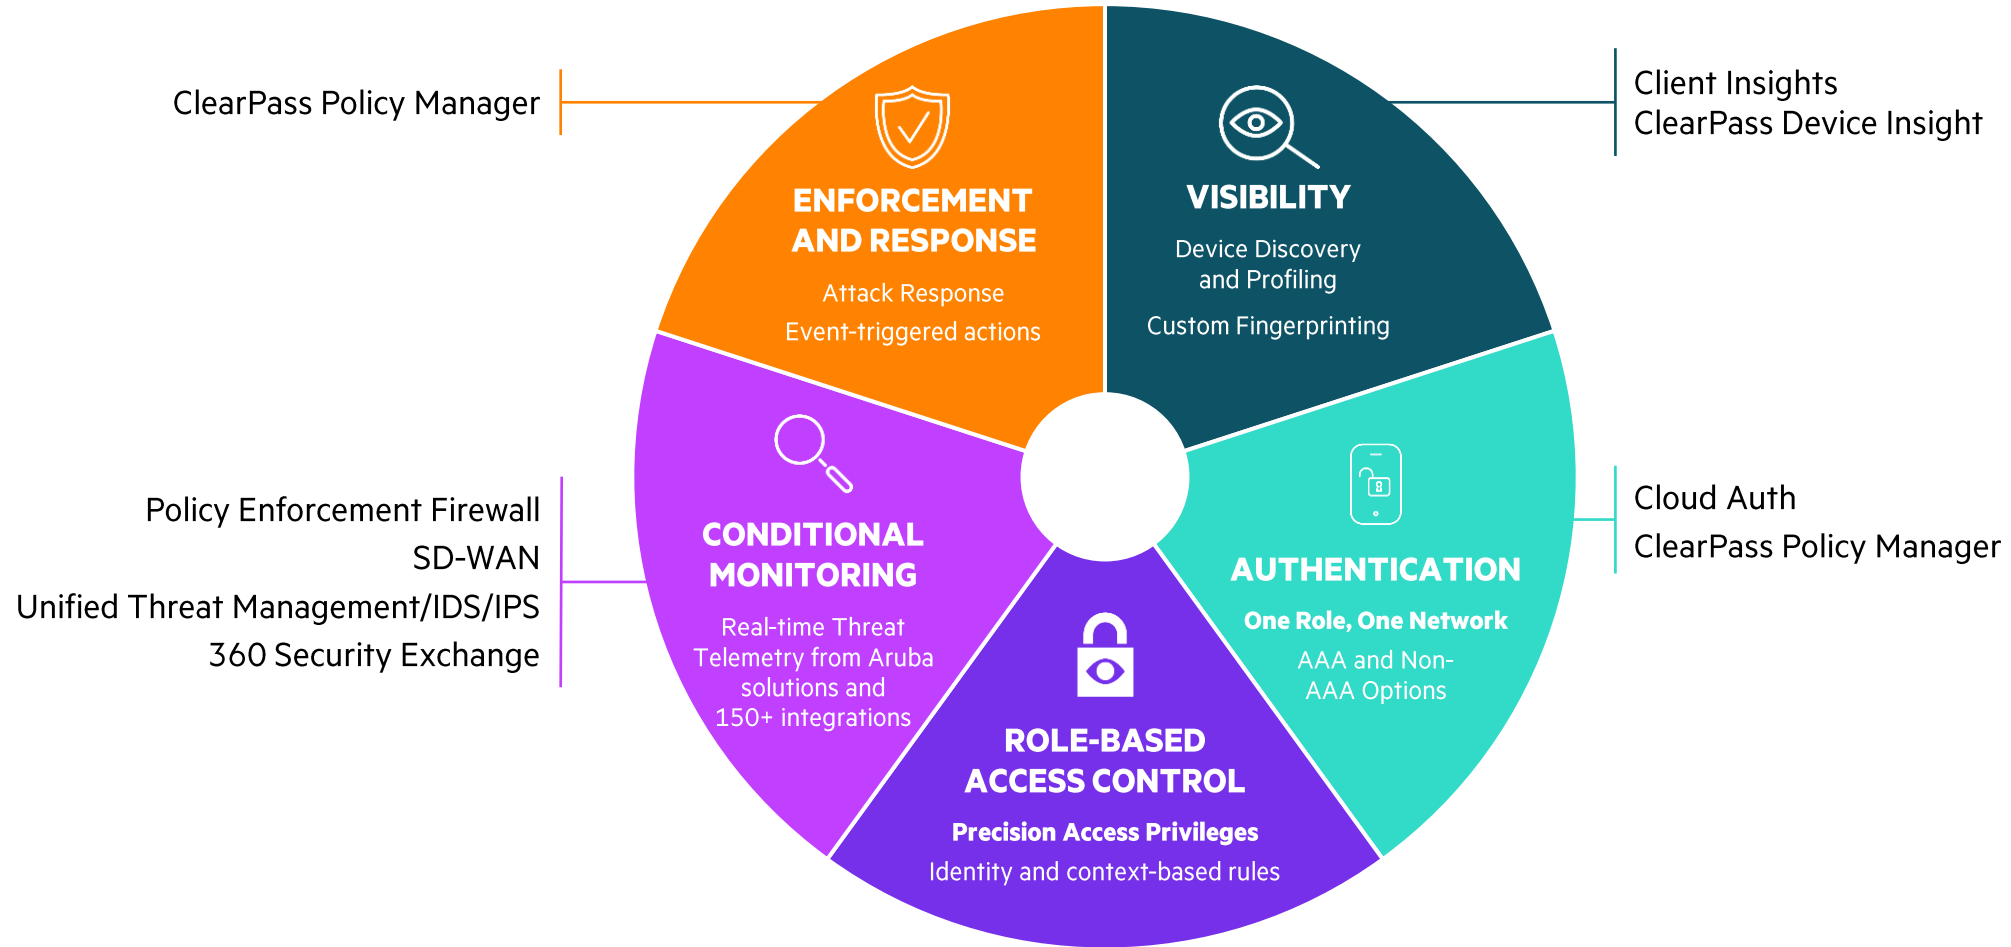 ClearPass Policy Manager
ENFORCEMENT
AND RESPONSE
Attack Response
Event-triggered actions
VISIBILITY
Device Discovery
and Profiling
Custom Fingerprinting
Client Insights
ClearPass Device Insight
Policy Enforcement Firewall
SD-WAN
Unified Threat Management/IDS/IPS
360 Security Exchange
CONDITIONAL
MONITORING
Real-time Threat
Telemetry from Aruba
solutions and
150+ integrations
AUTHENTICATION
One Role, One Network
AAA and Non-
AAA Options
Cloud Auth
ClearPass Policy Manager
ROLE-BASED
ACCESS CONTROL
Precision Access Privileges
Identity and context-based rules